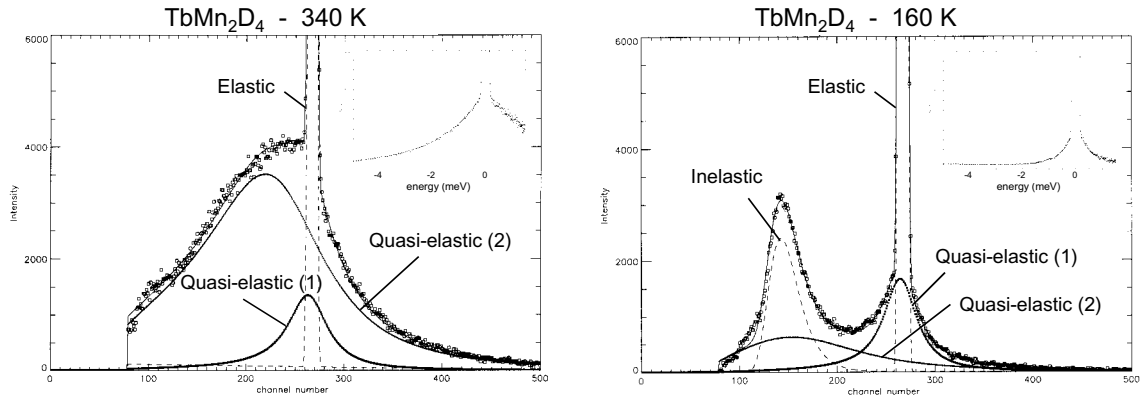 TbMn₂D₄ - 340 K
6000
4000
2000
0
Intensity
0 100 200 300 400 500
channel number
Elastic
Quasi-elastic (2)
Quasi-elastic (1)
-4 -2 0
energy (meV)
TbMn₂D₄ - 160 K
6000
4000
2000
0
Intensity
0 100 200 300 400 500
channel number
Elastic
Inelastic
Quasi-elastic (1)
Quasi-elastic (2)
-4 -2 0
energy (meV)